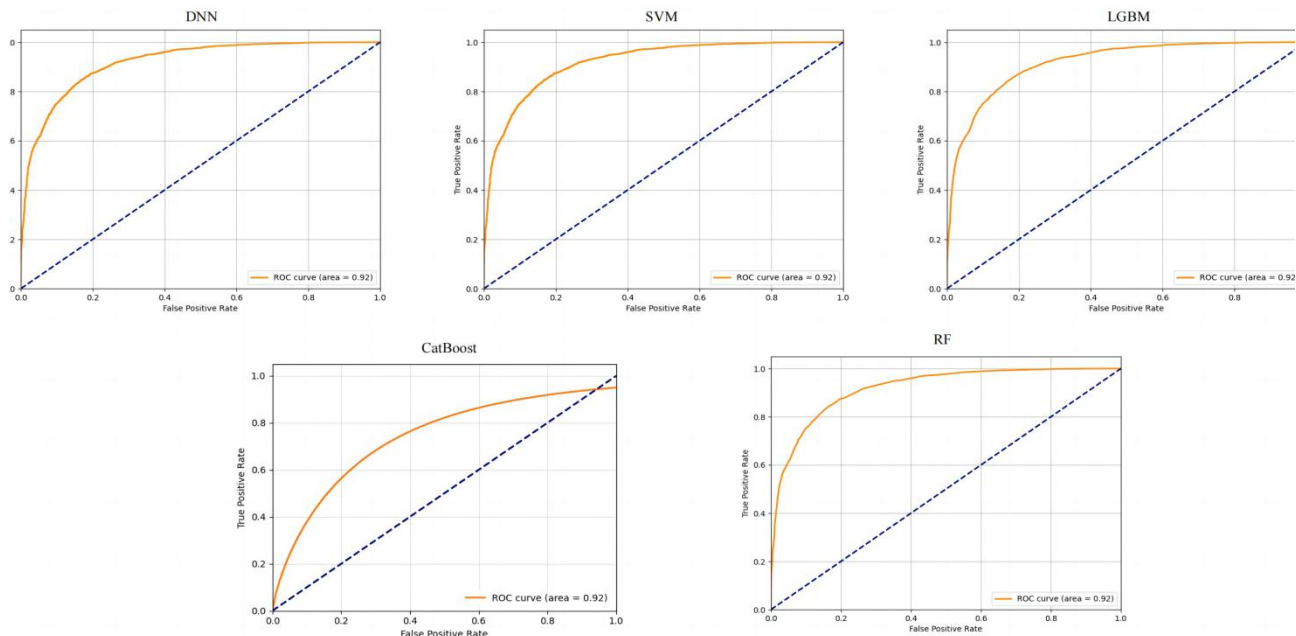 DNN
0
8
6
4
2
0
0.0 0.2 0.4 0.6 0.8 1.0
False Positive Rate
ROC curve (area = 0.92)
SVM
1.0
0.8
0.6
0.4
0.2
0.0
True Positive Rate
0.0 0.2 0.4 0.6 0.8 1.0
False Positive Rate
ROC curve (area = 0.92)
LGBM
1.0
0.8
0.6
0.4
0.2
0.0
True Positive Rate
0.0 0.2 0.4 0.6 0.8
False Positive Rate
ROC curve (area = 0.92
CatBoost
1.0
0.8
0.6
0.4
0.2
0.0
True Positive Rate
0.0 0.2 0.4 0.6 0.8 1.0
False Positive Rate
ROC curve (area = 0.92)
RF
1.0
0.8
0.6
0.4
0.2
0.0
True Positive Rate
0.0 0.2 0.4 0.6 0.8 1.0
False Positive Rate
ROC curve (area = 0.92)